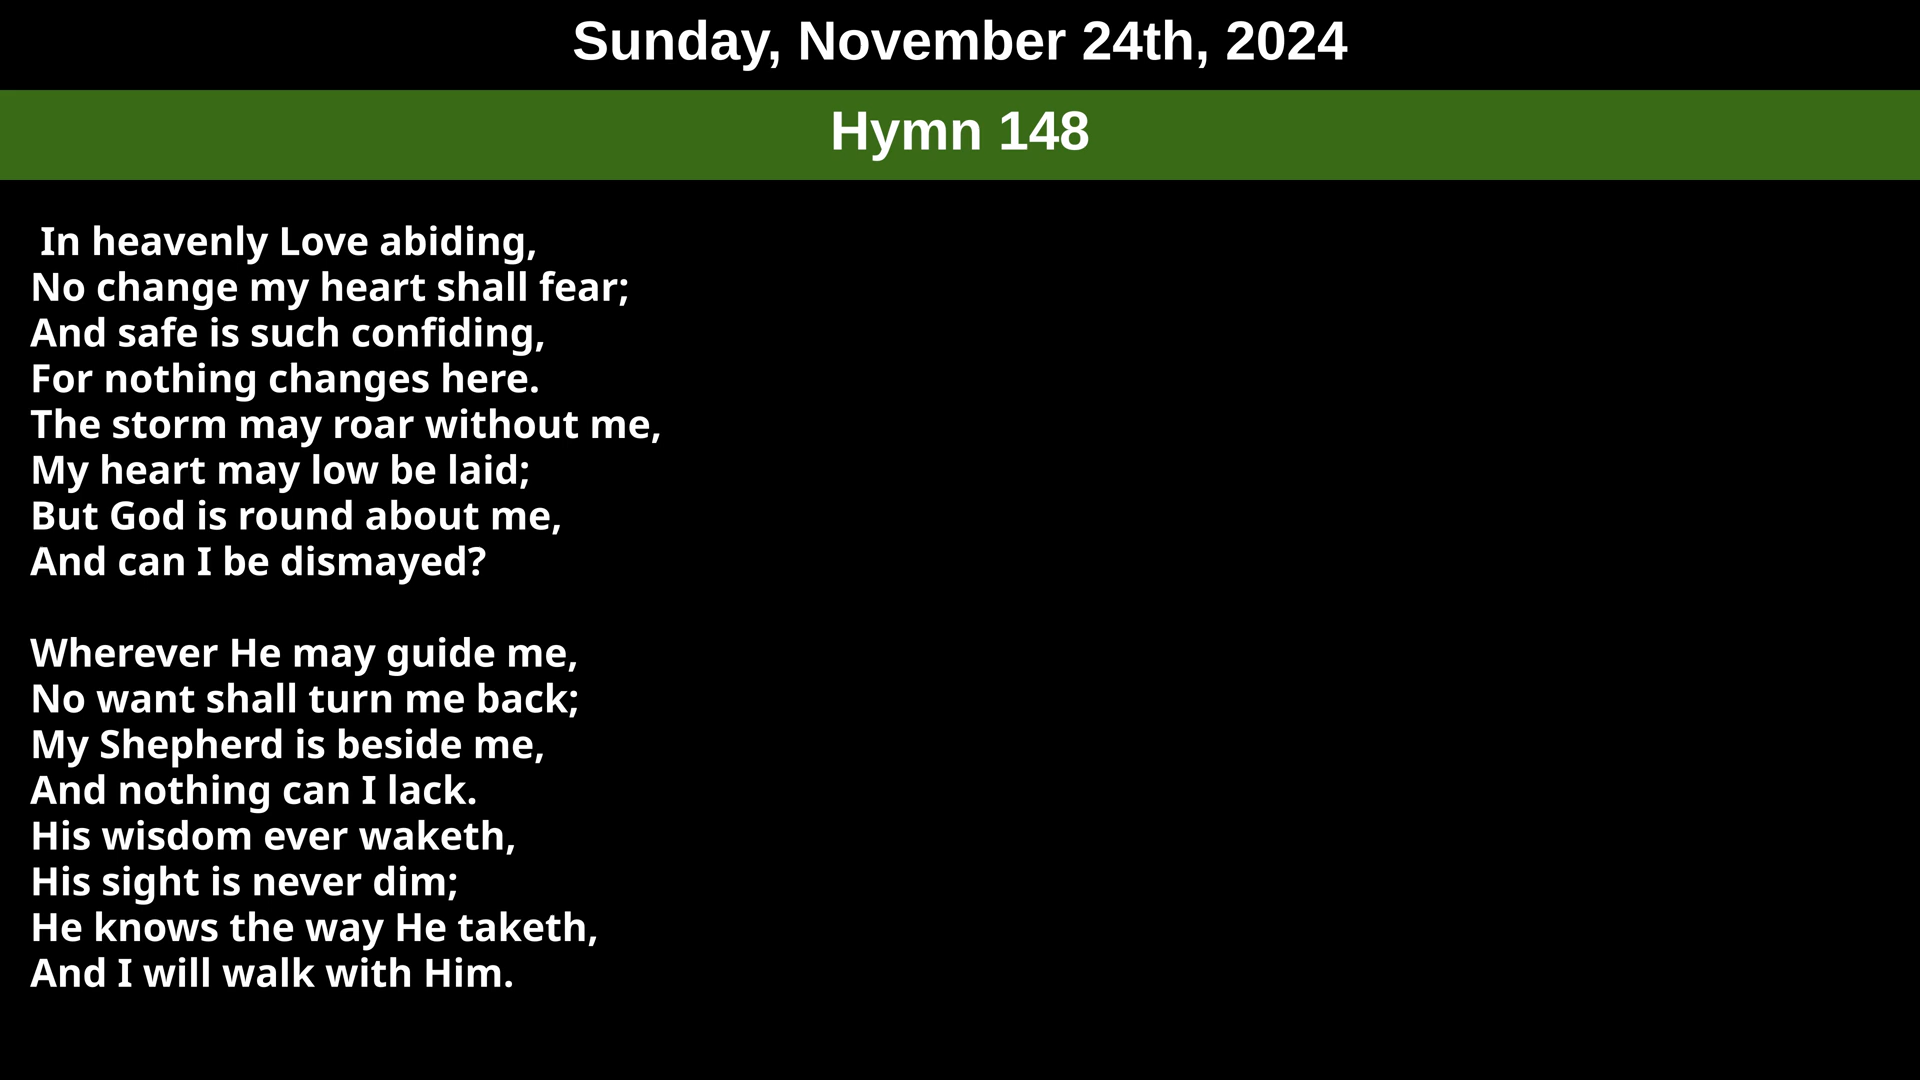 Sunday, November 24th, 2024
Hymn 148
In heavenly Love abiding,
No change my heart shall fear;
And safe is such confiding,
For nothing changes here.
The storm may roar without me,
My heart may low be laid;
But God is round about me,
And can I be dismayed?
Wherever He may guide me,
No want shall turn me back;
My Shepherd is beside me,
And nothing can I lack.
His wisdom ever waketh,
His sight is never dim;
He knows the way He taketh,
And I will walk with Him.